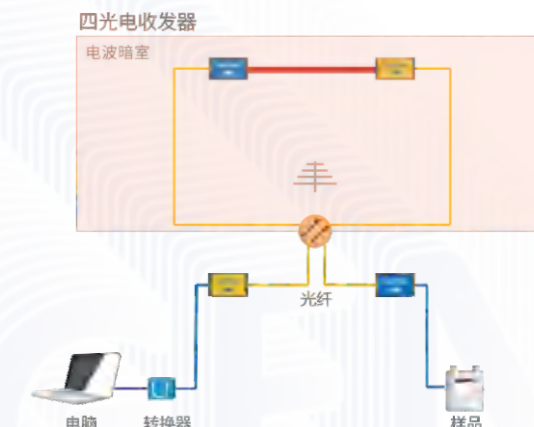 四光电收发器
电波暗室
光纤
电脑
转换器
样品